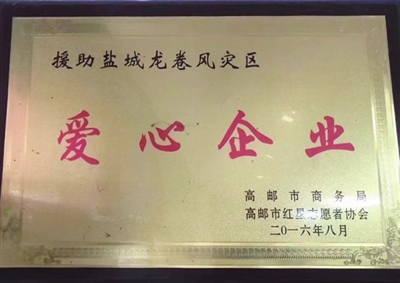 援助盐城龙卷风灾区
爱心企业
高邮市商务局
高邮市红星志愿者协会
二〇一六年八月